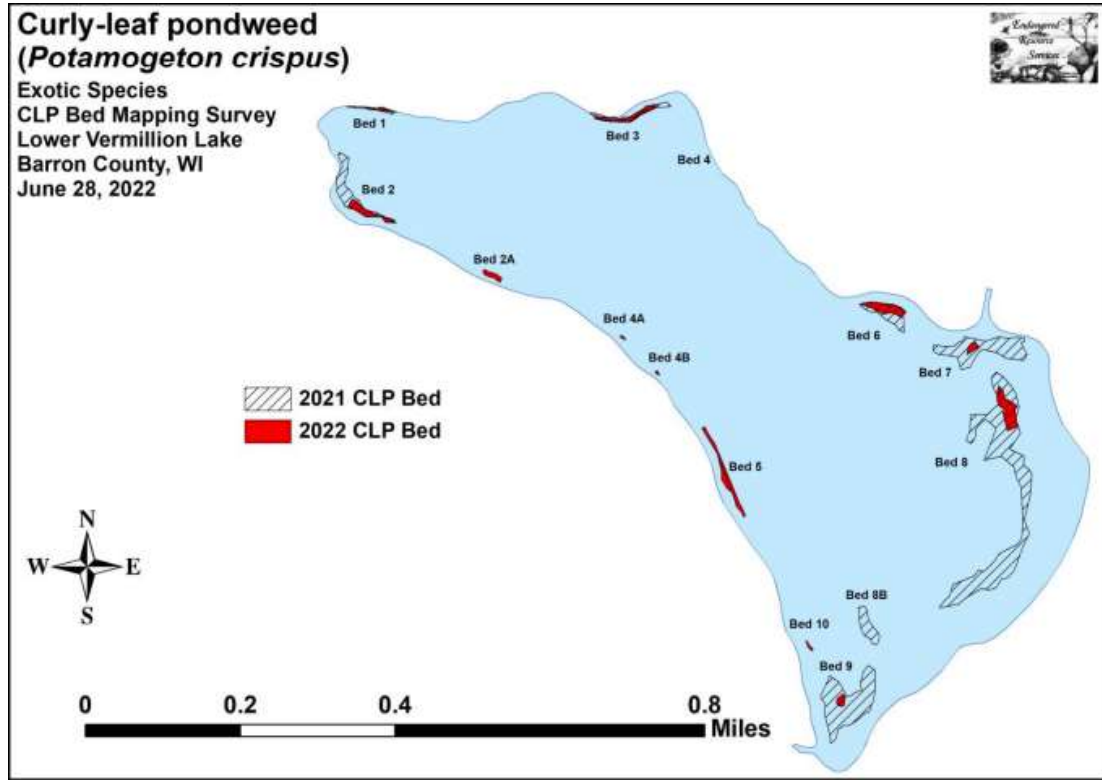 Curly-leaf pondweed
(Potamogeton crispus)
Exotic Species
CLP Bed Mapping Survey
Lower Vermillion Lake
Barron County, WI
June 28, 2022
Endangered
Resource
Services
Bed 1
Bed 3
Bed 4
Bed 2
Bed 2A
Bed 4A
Bed 6
Bed 7
Bed 4B
2021 CLP Bed
2022 CLP Bed
Bed 5
Bed 8
N
W
E
S
Bed 8B
Bed 10
Bed 9
0 0.2 0.4 0.8
Miles